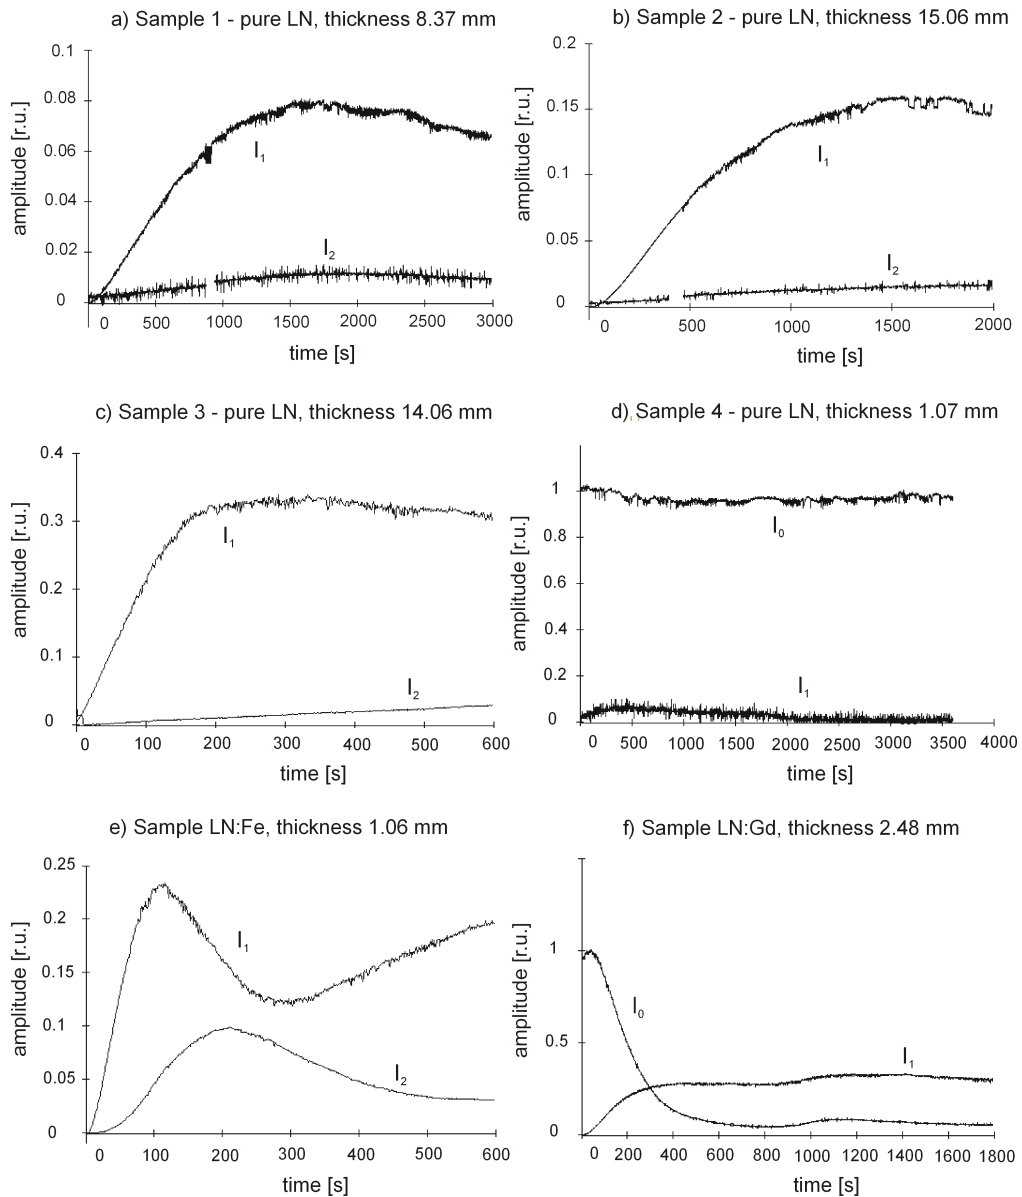 a) Sample 1 - pure LN, thickness 8.37 mm
0.1
0.08
0.06
0.04
0.02
0
amplitude [r.u.]
I₁
I₂
0 500 1000 1500 2000 2500 3000
time [s]
b) Sample 2 - pure LN, thickness 15.06 mm
0.2
0.15
0.1
0.05
0
amplitude [r.u.]
I₁
I₂
0 500 1000 1500 2000
time [s]
c) Sample 3 - pure LN, thickness 14.06 mm
0.4
0.3
0.2
0.1
0
amplitude [r.u.]
I₁
I₂
0 100 200 300 400 500 600
time [s]
d) Sample 4 - pure LN, thickness 1.07 mm
1
0.8
0.6
0.4
0.2
0
amplitude [r.u.]
I₀
I₁
0 500 1000 1500 2000 2500 3000 3500 4000
time [s]
e) Sample LN:Fe, thickness 1.06 mm
0.25
0.2
0.15
0.1
0.05
0
amplitude [r.u.]
I₁
I₂
0 100 200 300 400 500 600
time [s]
f) Sample LN:Gd, thickness 2.48 mm
1
0.5
0
amplitude [r.u.]
I₀
I₁
0 200 400 600 800 1000 1200 1400 1600 1800
time [s]